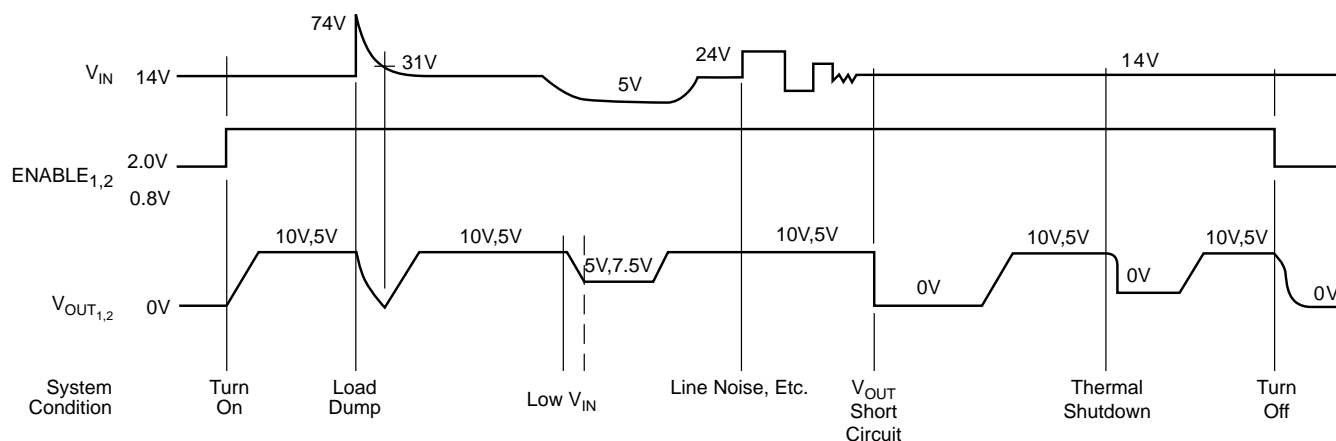 74V
31V
24V
V_IN 14V
5V
14V
2.0V
ENABLE_1,2
0.8V
10V,5V 10V,5V 10V,5V 10V,5V 10V,5V
5V,7.5V
0V 0V
V_OUT1,2 0V
0V
System Condition
Turn On
Load Dump
Low V_IN
Line Noise, Etc.
V_OUT Short Circuit
Thermal Shutdown
Turn Off